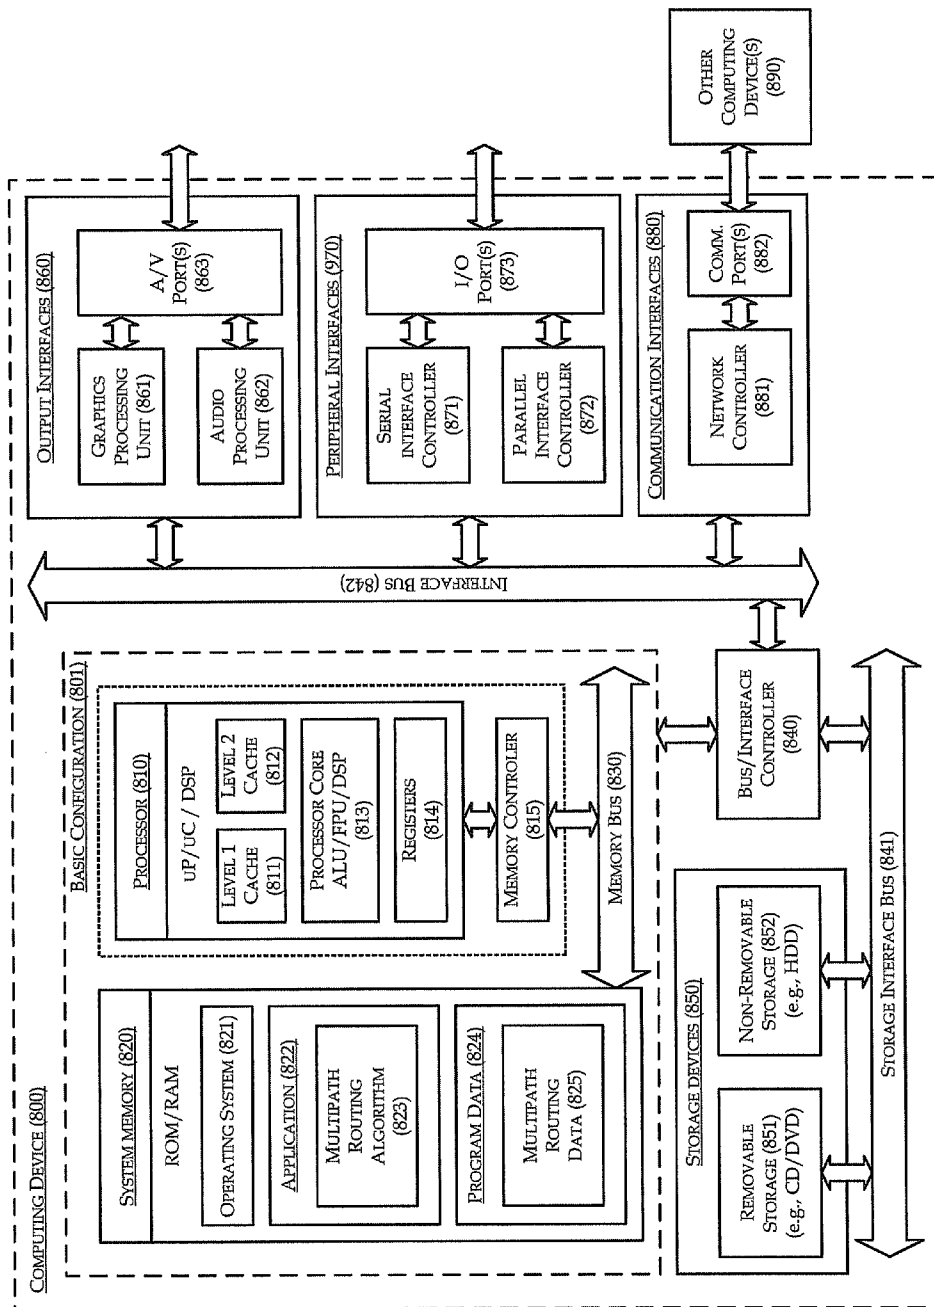 COMPUTING DEVICE (800)
BASIC CONFIGURATION (801)
SYSTEM MEMORY (820)
ROM/RAM
OPERATING SYSTEM (821)
APPLICATION (822)
MULTIPATH
ROUTING
ALGORITHM
(823)
PROGRAM DATA (824)
MULTIPATH
ROUTING
DATA (825)
PROCESSOR (810)
uP/uC / DSP
LEVEL 1
CACHE
(811)
LEVEL 2
CACHE
(812)
PROCESSOR CORE
ALU/FPU/DSP
(813)
REGISTERS
(814)
MEMORY CONTROLLER
(815)
MEMORY BUS (830)
STORAGE DEVICES (850)
REMOVABLE
STORAGE (851)
(e.g., CD/DVD)
NON-REMOVABLE
STORAGE (852)
(e.g., HDD)
BUS/INTERFACE
CONTROLLER
(840)
STORAGE INTERFACE BUS (841)
INTERFACE BUS (842)
OUTPUT INTERFACES (860)
GRAPHICS
PROCESSING
UNIT (861)
AUDIO
PROCESSING
UNIT (862)
A/V
PORT(S)
(863)
PERIPHERAL INTERFACES (970)
SERIAL
INTERFACE
CONTROLLER
(871)
PARALLEL
INTERFACE
CONTROLLER
(872)
I/O
PORT(S)
(873)
COMMUNICATION INTERFACES (880)
NETWORK
CONTROLLER
(881)
COMM.
PORT(S)
(882)
OTHER
COMPUTING
DEVICE(S)
(890)